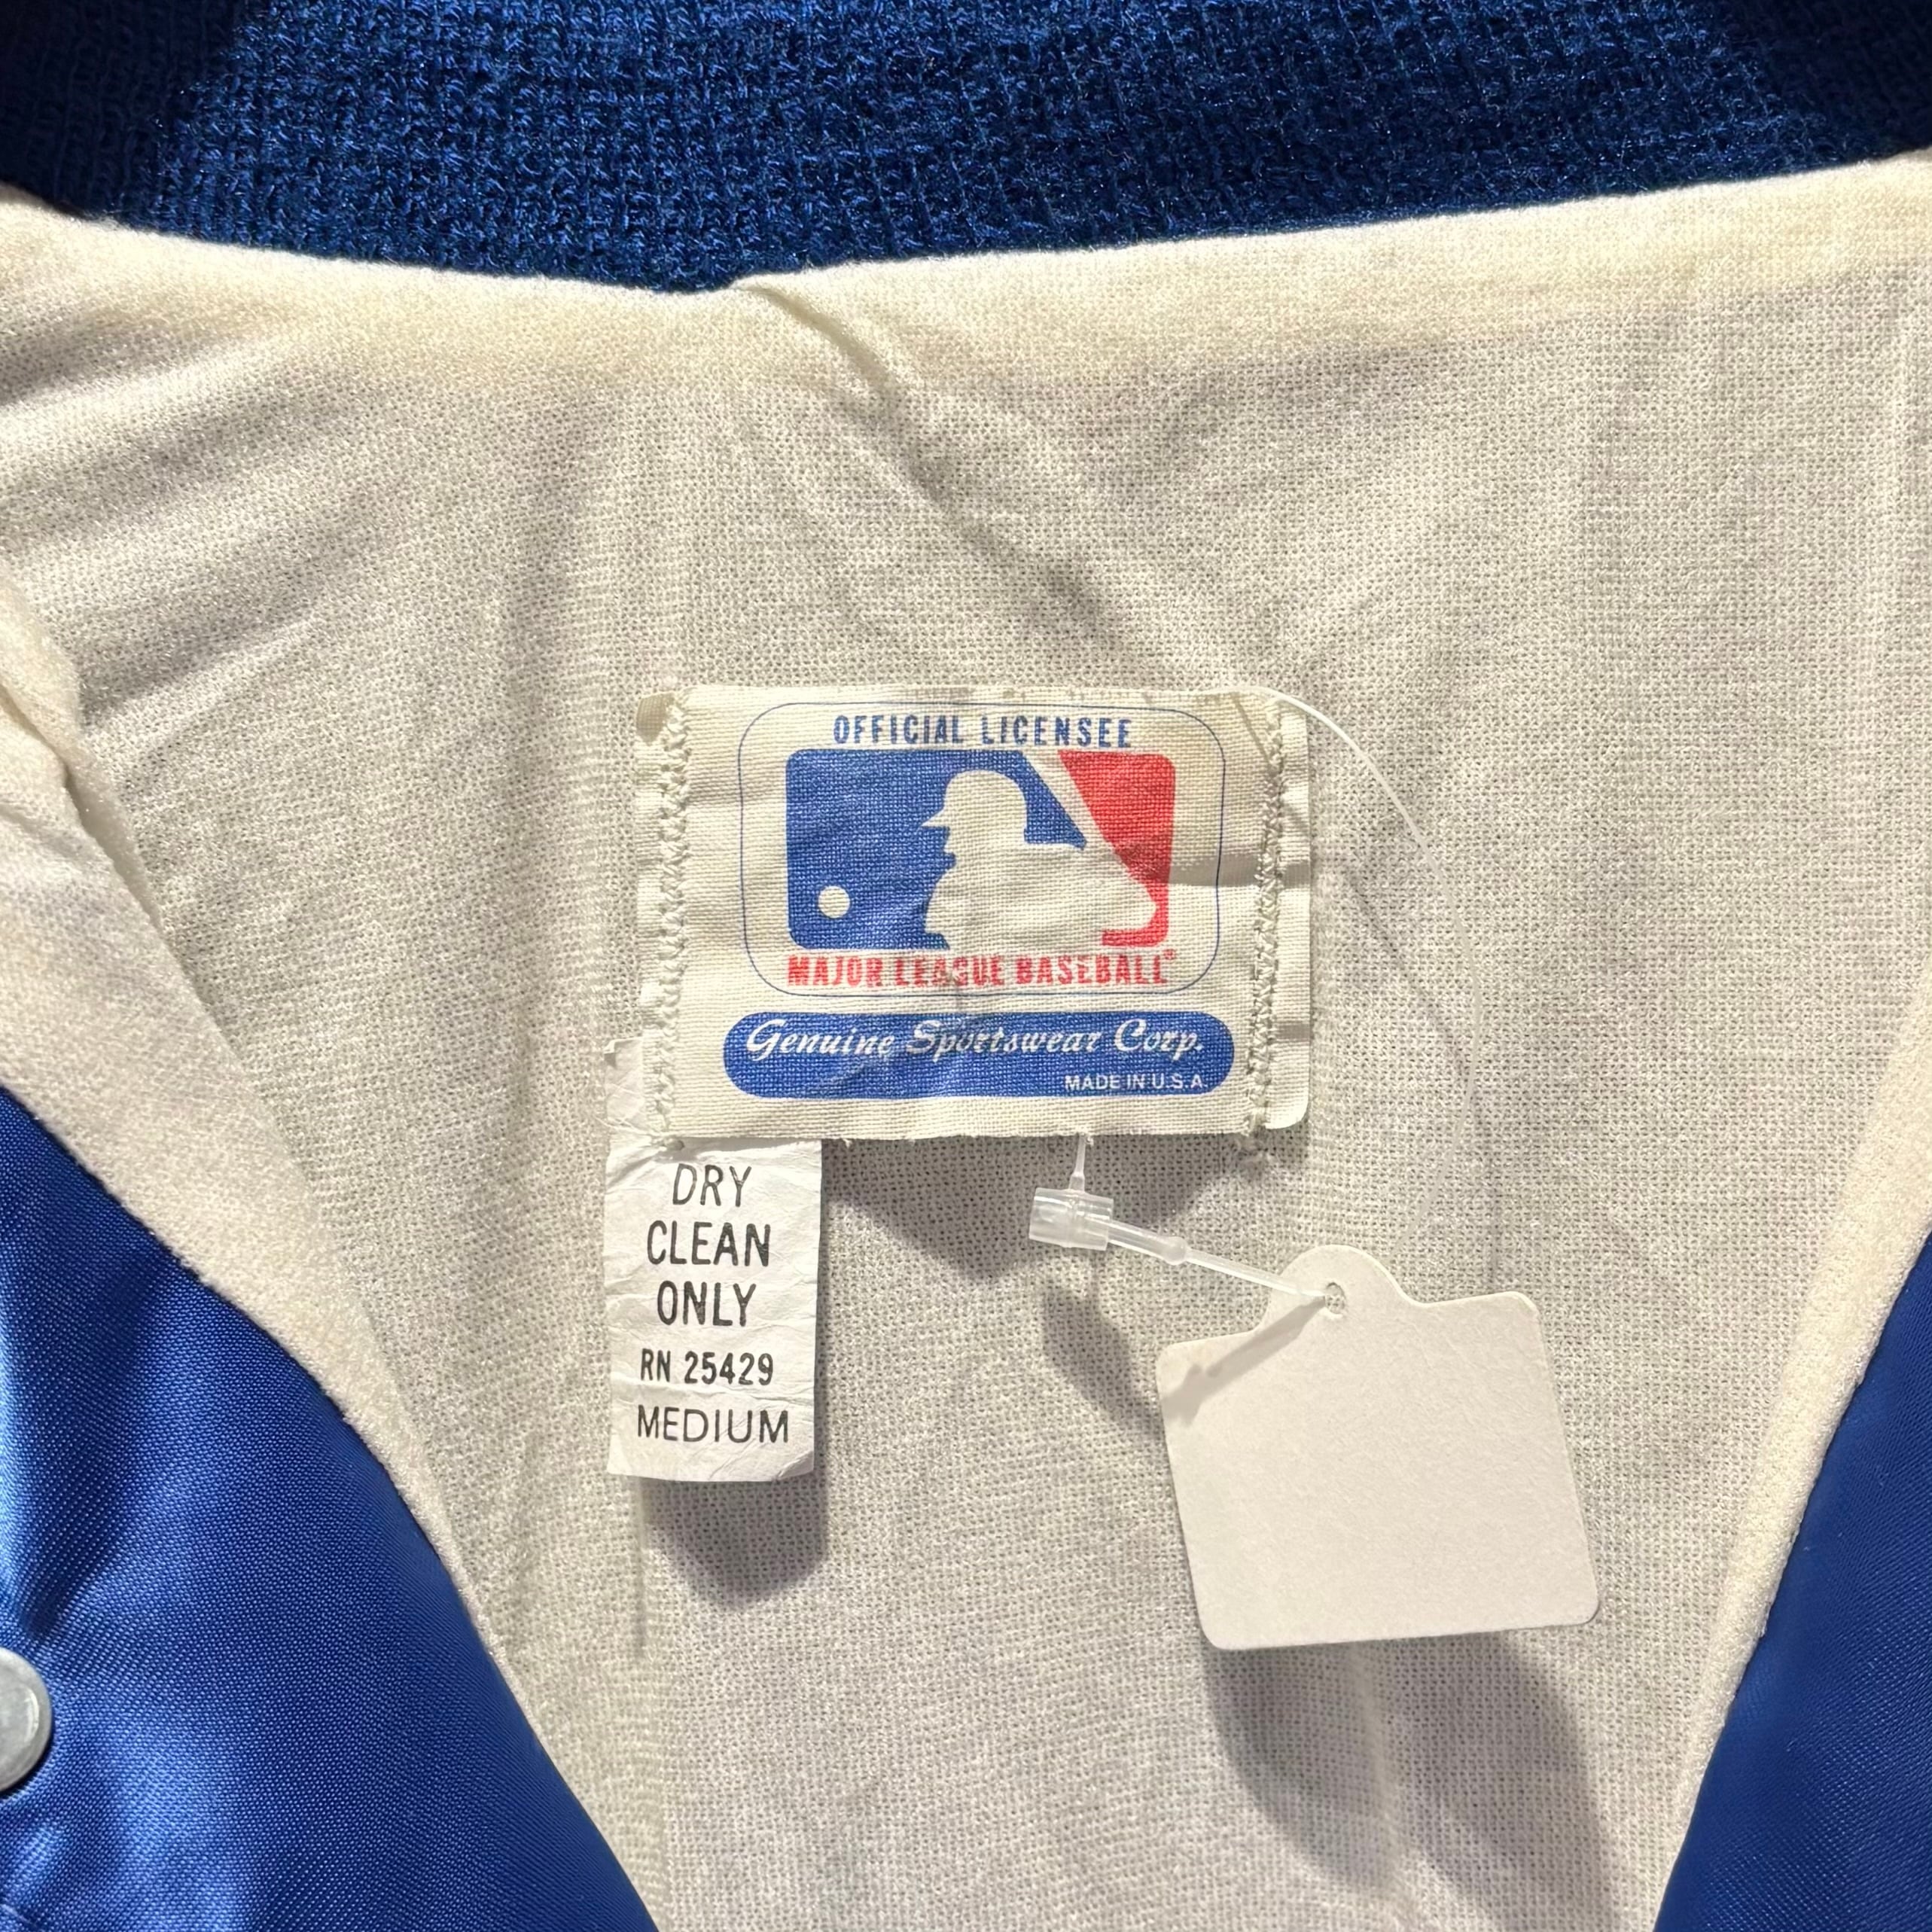 OFFICIAL LICENSEE
MAJOR LEAGUE BASEBALL®
Genuine Sportswear Corp.
MADE IN U.S.A.
DRY
CLEAN
ONLY
RN 25429
MEDIUM